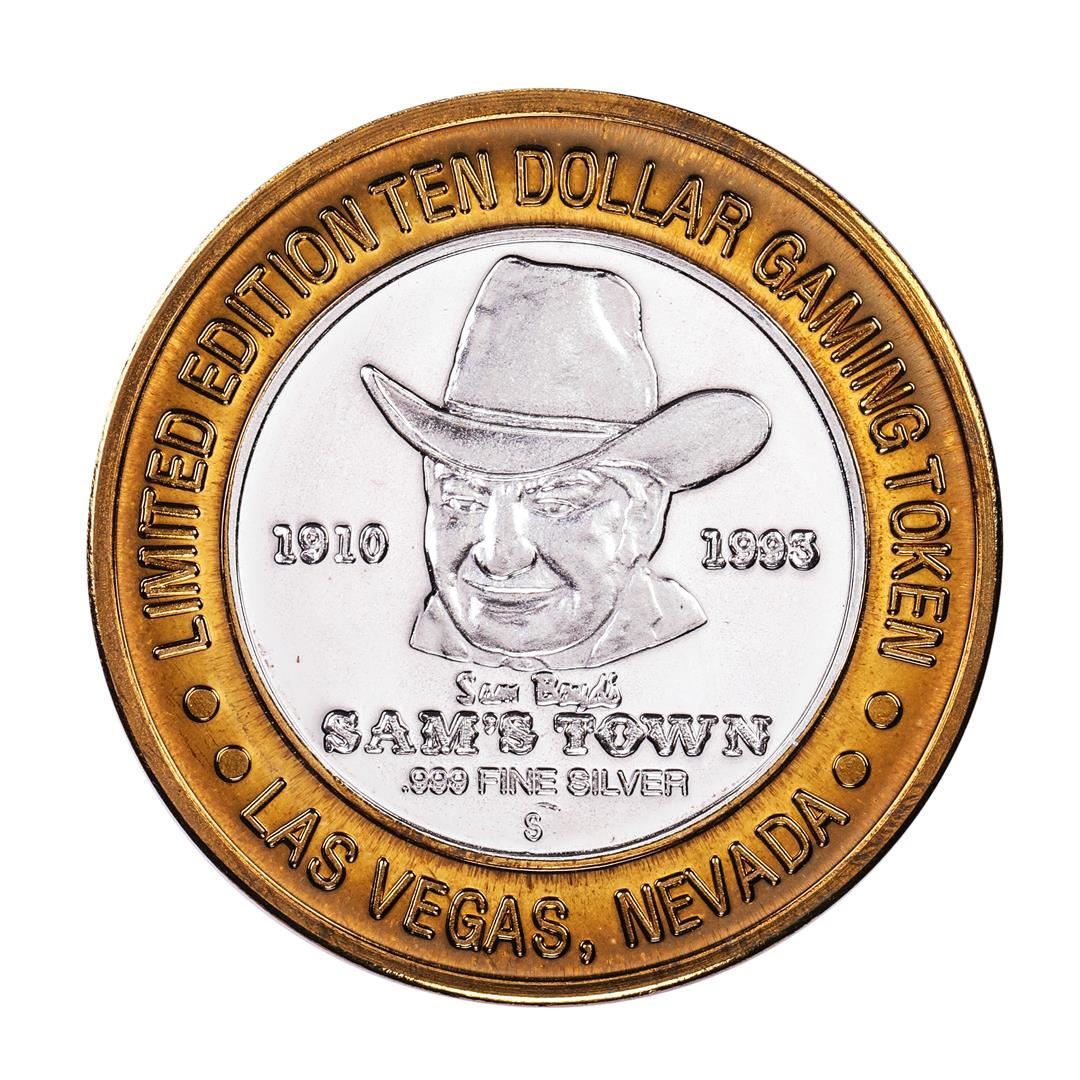 LIMITED EDITION TEN DOLLAR GAMING TOKEN
1910 1993
Sam Boyd's
SAM'S TOWN
.999 FINE SILVER
S
LAS VEGAS, NEVADA